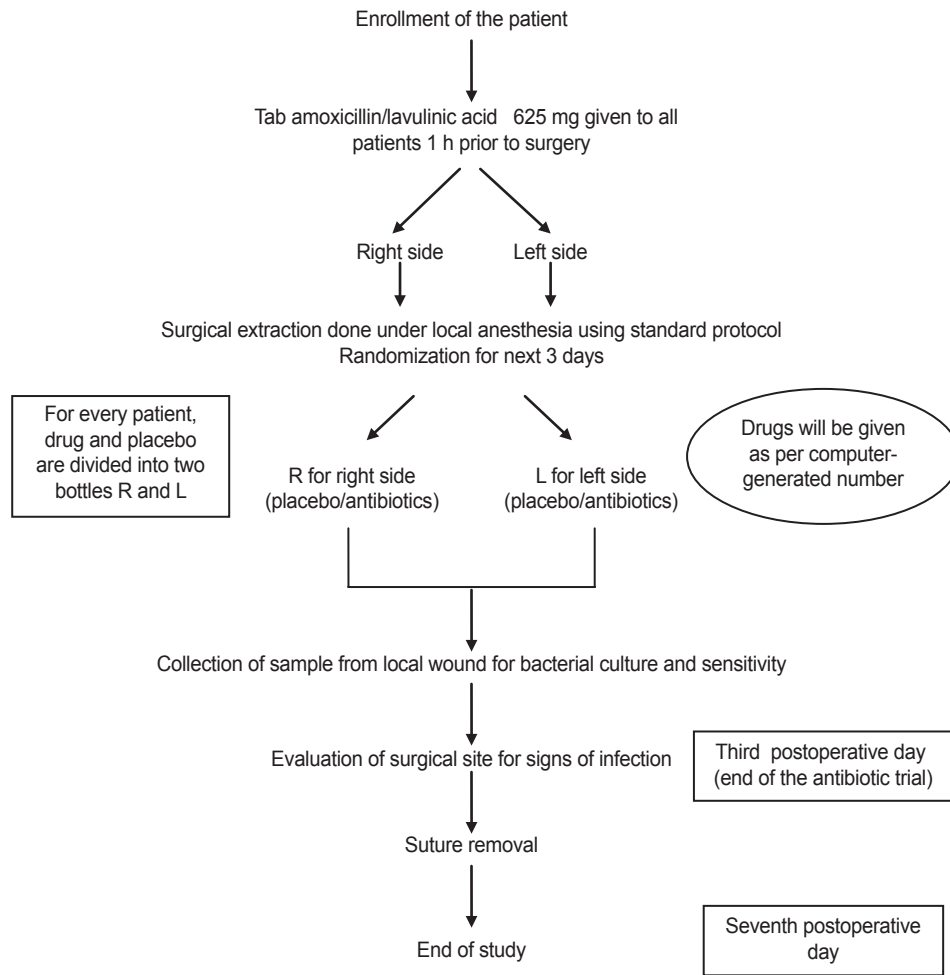 Enrollment of the patient
Tab amoxicillin/lavulinic acid 625 mg given to all
patients 1 h prior to surgery
Right side
Left side
Surgical extraction done under local anesthesia using standard protocol
Randomization for next 3 days
For every patient,
drug and placebo
are divided into two
bottles R and L
R for right side
(placebo/antibiotics)
L for left side
(placebo/antibiotics)
Drugs will be given
as per computer-
generated number
Collection of sample from local wound for bacterial culture and sensitivity
Evaluation of surgical site for signs of infection
Third postoperative day
(end of the antibiotic trial)
Suture removal
End of study
Seventh postoperative
day